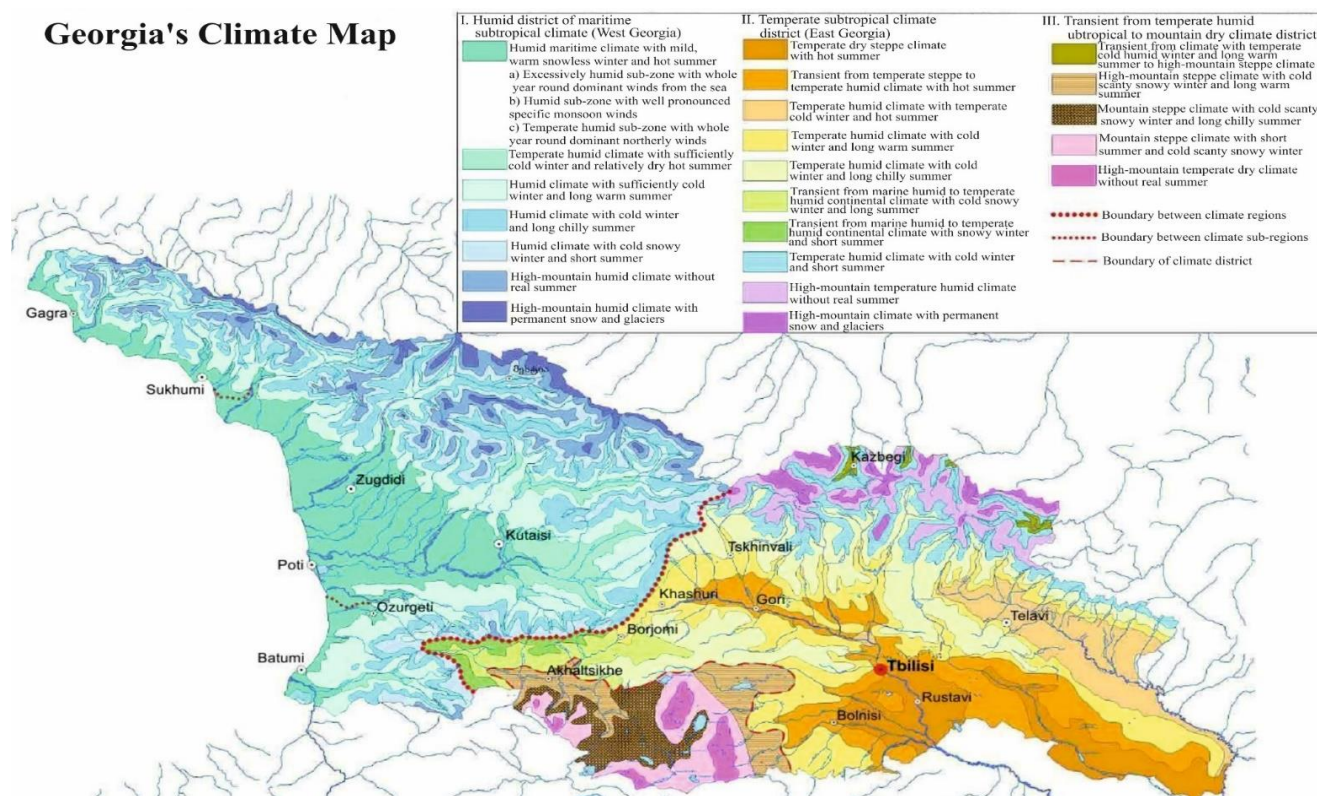 Georgia's Climate Map
I. Humid district of maritime
subtropical climate (West Georgia)
Humid maritime climate with mild,
warm snowless winter and hot summer
a) Excessively humid sub-zone with whole
year round dominant winds from the sea
b) Humid sub-zone with well pronounced
specific monsoon winds
c) Temperate humid sub-zone with whole
year round dominant northerly winds
Temperate humid climate with sufficiently
cold winter and relatively dry hot summer
Humid climate with sufficiently cold
winter and long warm summer
Humid climate with cold winter
and long chilly summer
Humid climate with cold snowy
winter and short summer
High-mountain humid climate without
real summer
High-mountain humid climate with
permanent snow and glaciers
II. Temperate subtropical climate
district (East Georgia)
Temperate dry steppe climate
with hot summer
Transient from temperate steppe to
temperate humid climate with hot summer
Temperate humid climate with temperate
cold winter and hot summer
Temperate humid climate with cold
winter and long warm summer
Temperate humid climate with cold
winter and long chilly summer
Transient from marine humid to temperate
humid continental climate with cold snowy
winter and long summer
Transient from marine humid to temperate
humid continental climate with snowy winter
and short summer
Temperate humid climate with cold winter
and short summer
High-mountain temperature humid climate
without real summer
High-mountain climate with permanent
snow and glaciers
III. Transient from temperate humid
ubtropical to mountain dry climate district
Transient from climate with temperate
cold humid winter and long warm
summer to high-mountain steppe climate
High-mountain steppe climate with cold
scanty snowy winter and long warm
summer
Mountain steppe climate with cold scanty
snowy winter and long chilly summer
Mountain steppe climate with short
summer and cold scanty snowy winter
High-mountain temperate dry climate
without real summer
Boundary between climate regions
Boundary between climate sub-regions
Boundary of climate district
Gagra
Sukhumi
მესტია
Zugdidi
Kazbegi
Kutaisi
Tskhinvali
Poti
Khashuri
Gori
Ozurgeti
Telavi
Borjomi
Batumi
Akhaltsikhe
Tbilisi
Rustavi
Bolnisi